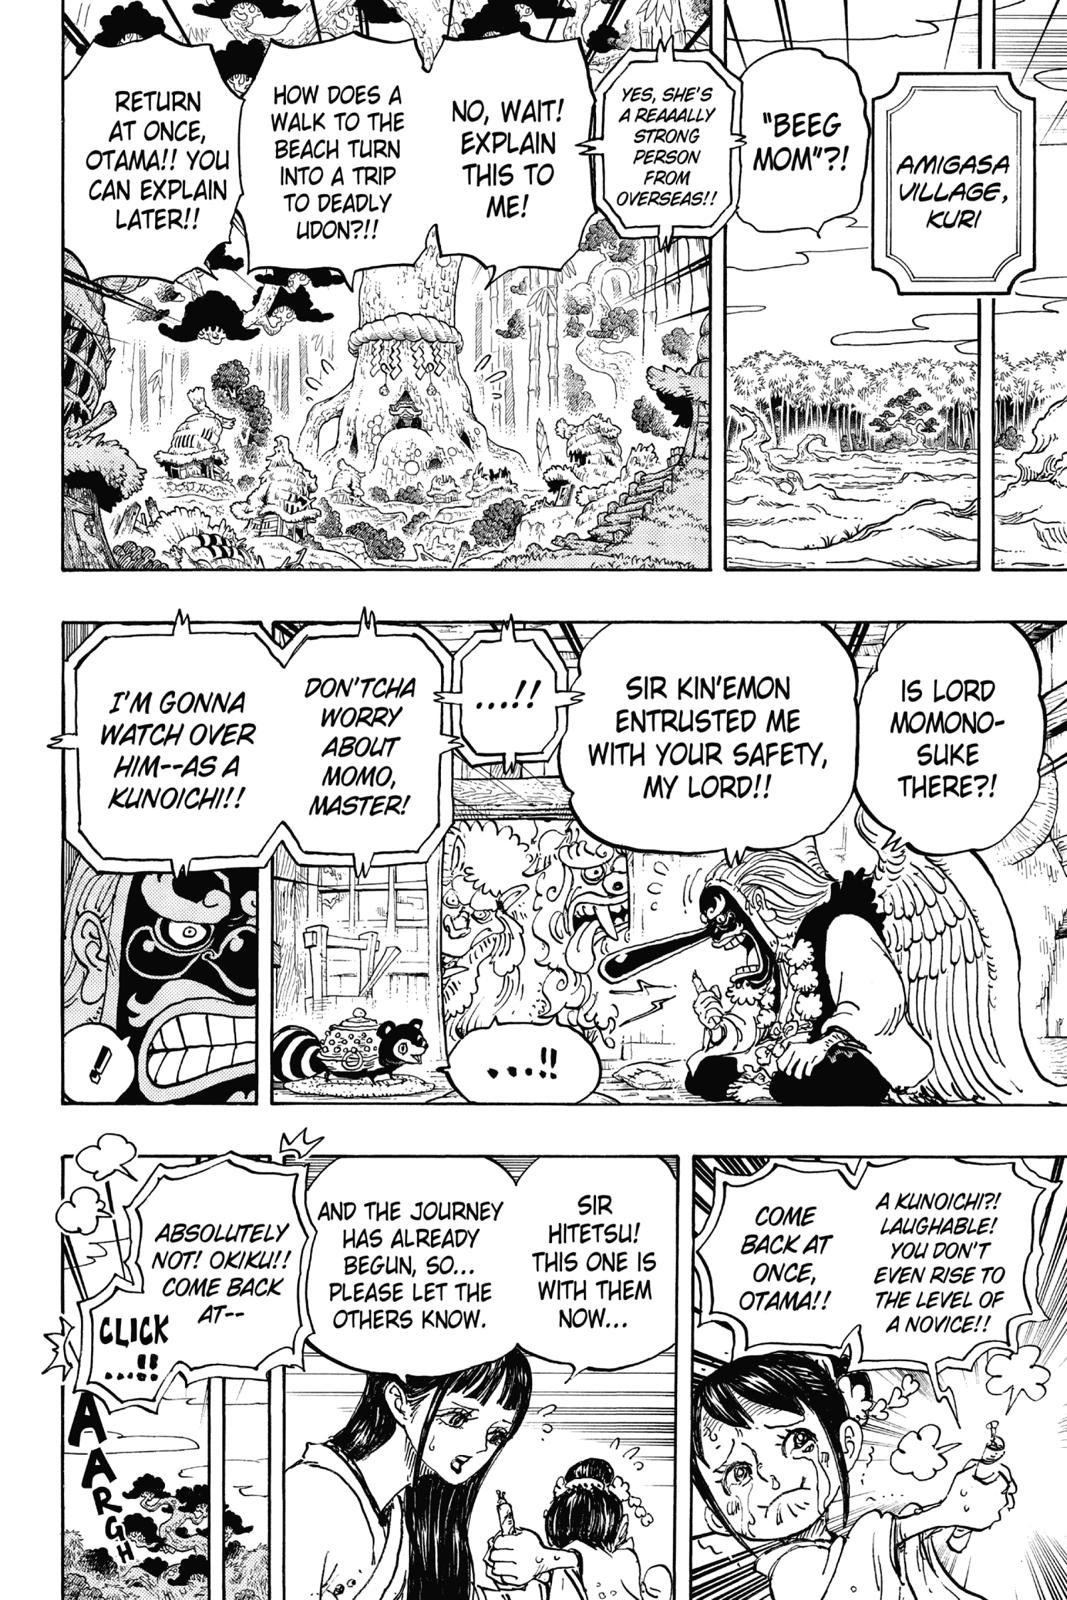 AMIGASA
VILLAGE,
KURI
"BEEG
MOM"?!
YES, SHE'S
A REAAALLY
STRONG
PERSON
FROM
OVERSEAS!!
NO, WAIT!
EXPLAIN
THIS TO
ME!
HOW DOES A
WALK TO THE
BEACH TURN
INTO A TRIP
TO DEADLY
UDON?!!
RETURN
AT ONCE,
OTAMA!! YOU
CAN EXPLAIN
LATER!!
IS LORD
MOMONO-
SUKE
THERE?!
SIR KIN'EMON
ENTRUSTED ME
WITH YOUR SAFETY,
MY LORD!!
...!!
...!!
DON'TCHA
WORRY
ABOUT
MOMO,
MASTER!
I'M GONNA
WATCH OVER
HIM--AS A
KUNOICHI!!
!
A KUNOICHI?!
LAUGHABLE!
YOU DON'T
EVEN RISE TO
THE LEVEL OF
A NOVICE!!
COME
BACK AT
ONCE,
OTAMA!!
SIR
HITETSU!
THIS ONE IS
WITH THEM
NOW...
AND THE JOURNEY
HAS ALREADY
BEGUN, SO...
PLEASE LET THE
OTHERS KNOW.
ABSOLUTELY
NOT! OKIKU!!
COME BACK
AT--
CLICK
...!!
AAARGH